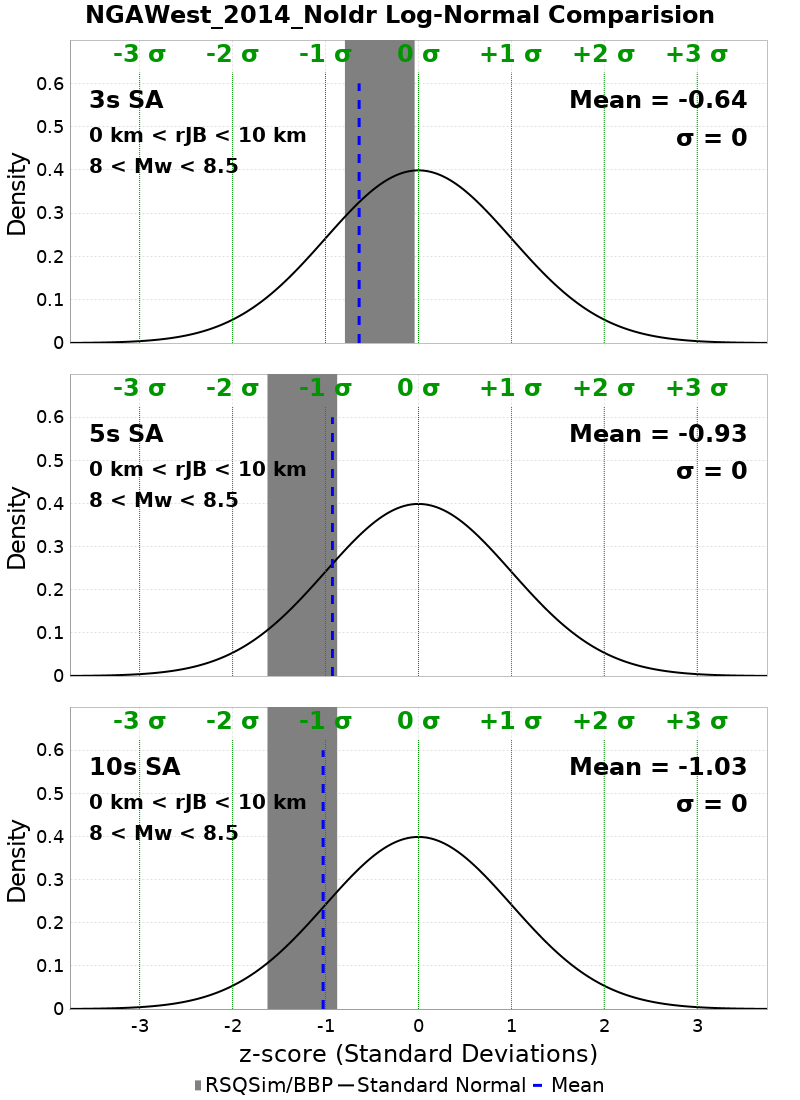 NGAWest_2014_NoIdr Log-Normal Comparision
-3 σ -2 σ -1 σ 0 σ +1 σ +2 σ +3 σ
3s SA
Mean = -0.64
0 km < rJB < 10 km
σ = 0
8 < Mw < 8.5
Density
0.6
0.5
0.4
0.3
0.2
0.1
0
-3 σ -2 σ -1 σ 0 σ +1 σ +2 σ +3 σ
5s SA
Mean = -0.93
0 km < rJB < 10 km
σ = 0
8 < Mw < 8.5
Density
0.6
0.5
0.4
0.3
0.2
0.1
0
-3 σ -2 σ -1 σ 0 σ +1 σ +2 σ +3 σ
10s SA
Mean = -1.03
0 km < rJB < 10 km
σ = 0
8 < Mw < 8.5
Density
0.6
0.5
0.4
0.3
0.2
0.1
0
-3 -2 -1 0 1 2 3
z-score (Standard Deviations)
RSQSim/BBP Standard Normal Mean